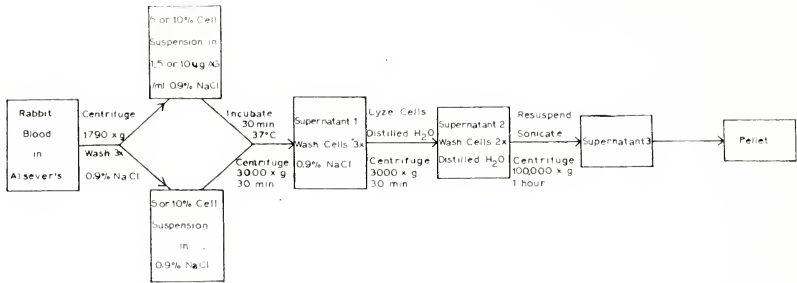 Rabbit
Blood
in
Alsever's
Centrifuge
1790 x g
Wash 3x
0.9% NaCl
5 or 10% Cell
Suspension in
1,5 or 10 µg AG
/ml 0.9% NaCl
5 or 10% Cell
Suspension
in
0.9% NaCl
Incubate
30 min
37°C
Centrifuge
3000 x g
30 min
Supernatant 1
Wash Cells 3x
0.9% NaCl
Lyze Cells
Distilled H2O
Centrifuge
3000 x g
30 min
Supernatant 2
Wash Cells 2x
Distilled H2O
Resuspend
Sonicate
Centrifuge
100,000 x g
1 hour
Supernatant 3
Pellet